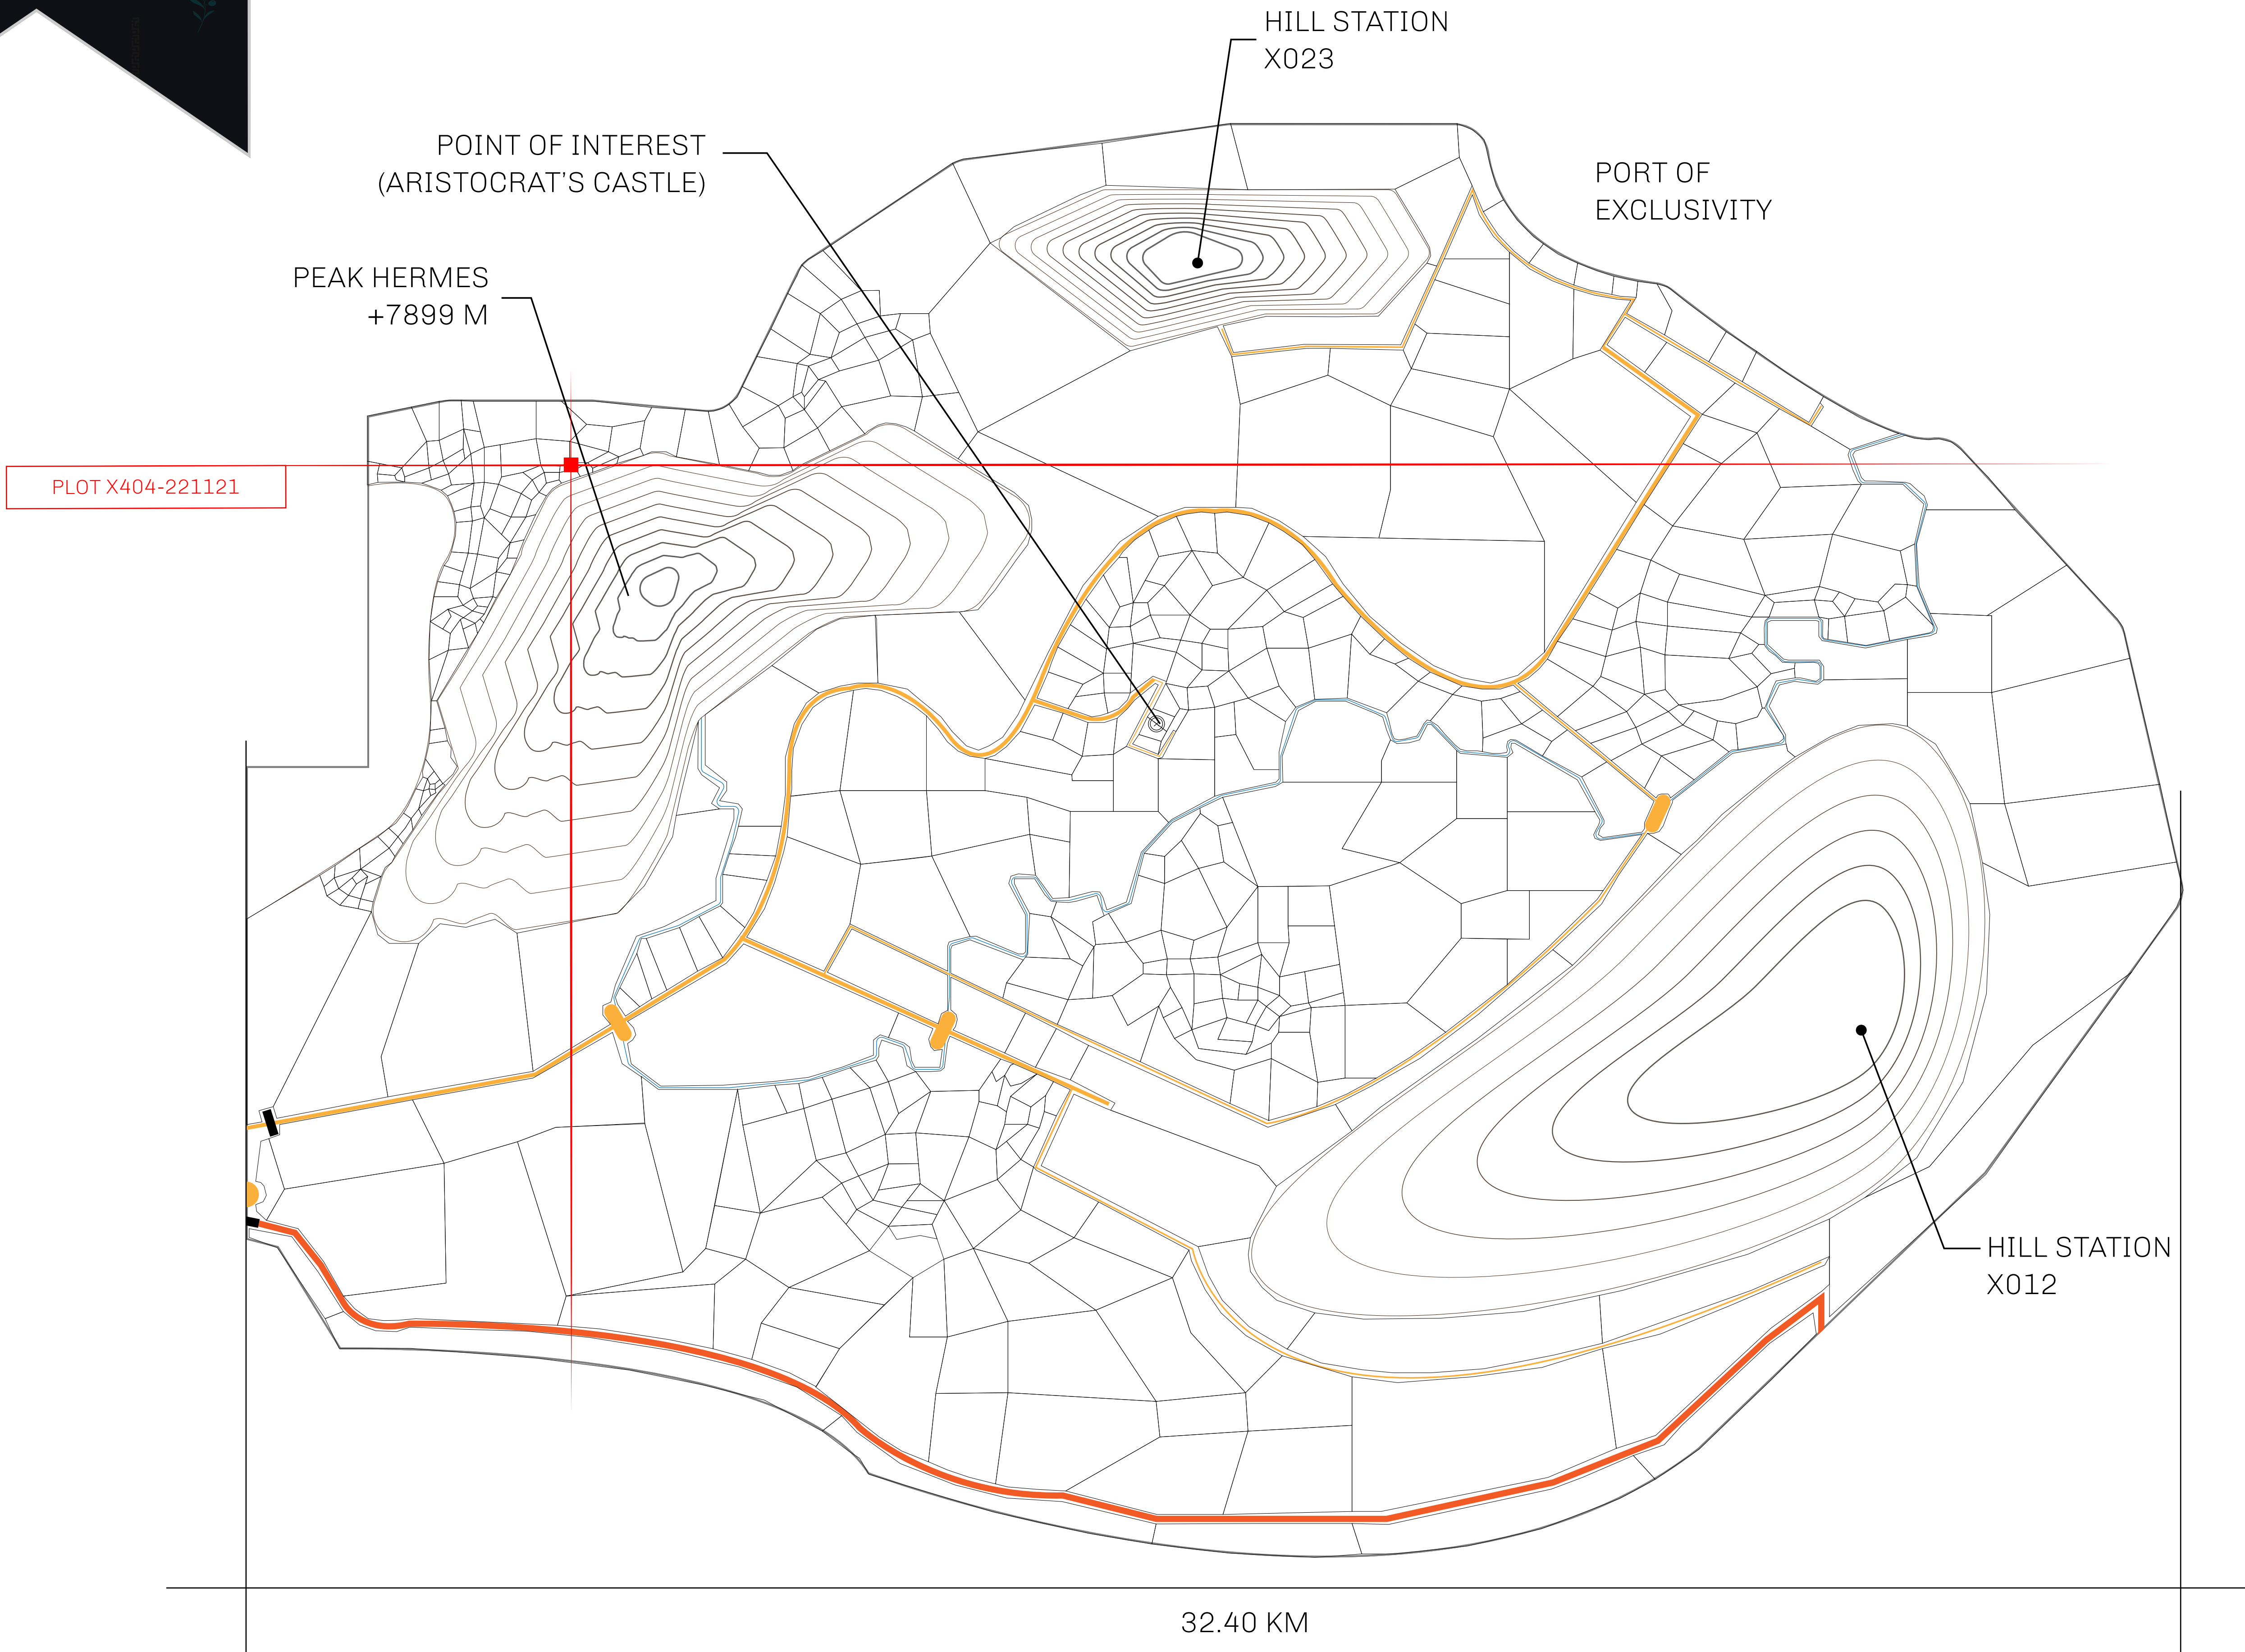 HILL STATION
X023
POINT OF INTEREST
(ARISTOCRAT'S CASTLE)
PORT OF
EXCLUSIVITY
PEAK HERMES
+7899 M
PLOT X404-221121
HILL STATION
X012
32.40 KM